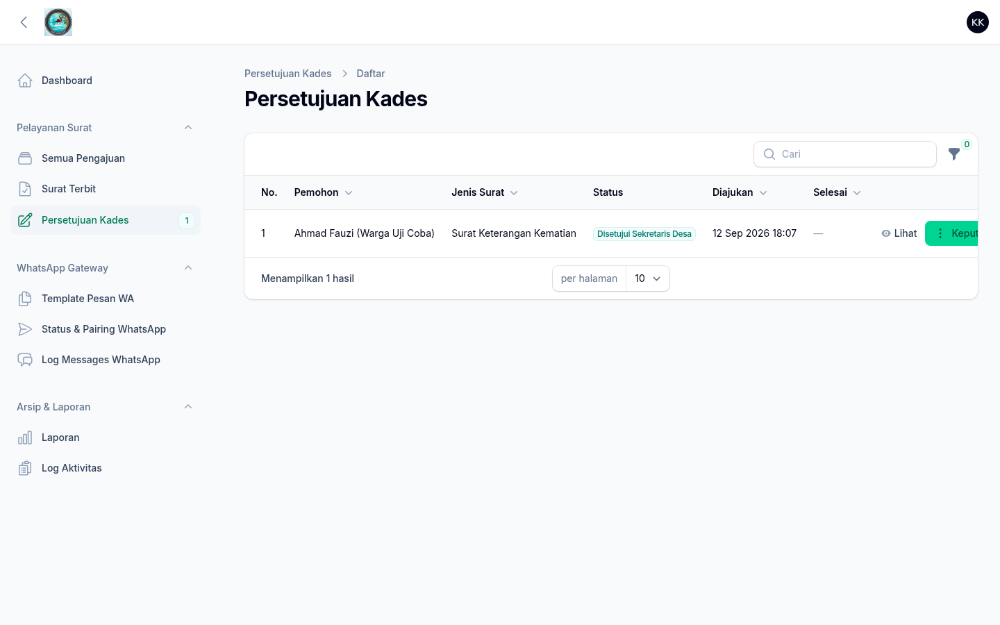 KK
Dashboard
Pelayanan Surat
Semua Pengajuan
Surat Terbit
Persetujuan Kades 1
WhatsApp Gateway
Template Pesan WA
Status & Pairing WhatsApp
Log Messages WhatsApp
Arsip & Laporan
Laporan
Log Aktivitas
Persetujuan Kades Daftar
Persetujuan Kades
Cari 0
No. Pemohon Jenis Surat Status Diajukan Selesai
1 Ahmad Fauzi (Warga Uji Coba) Surat Keterangan Kematian Disetujui Sekretaris Desa 12 Sep 2026 18:07 — Lihat Keput
Menampilkan 1 hasil per halaman 10